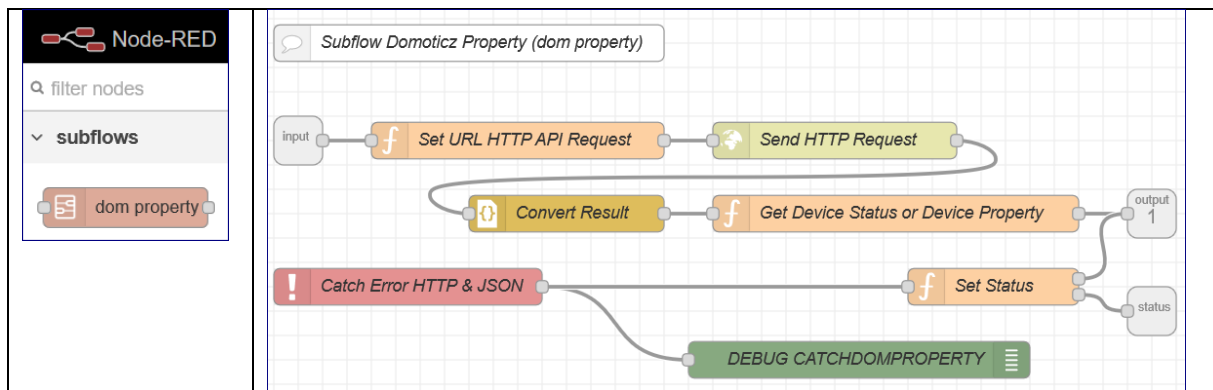 Node-RED
filter nodes
subflows
dom property
Subflow Domoticz Property (dom property)
input
Set URL HTTP API Request
Send HTTP Request
Convert Result
Get Device Status or Device Property
output
1
Catch Error HTTP & JSON
Set Status
status
DEBUG CATCHDOMPROPERTY